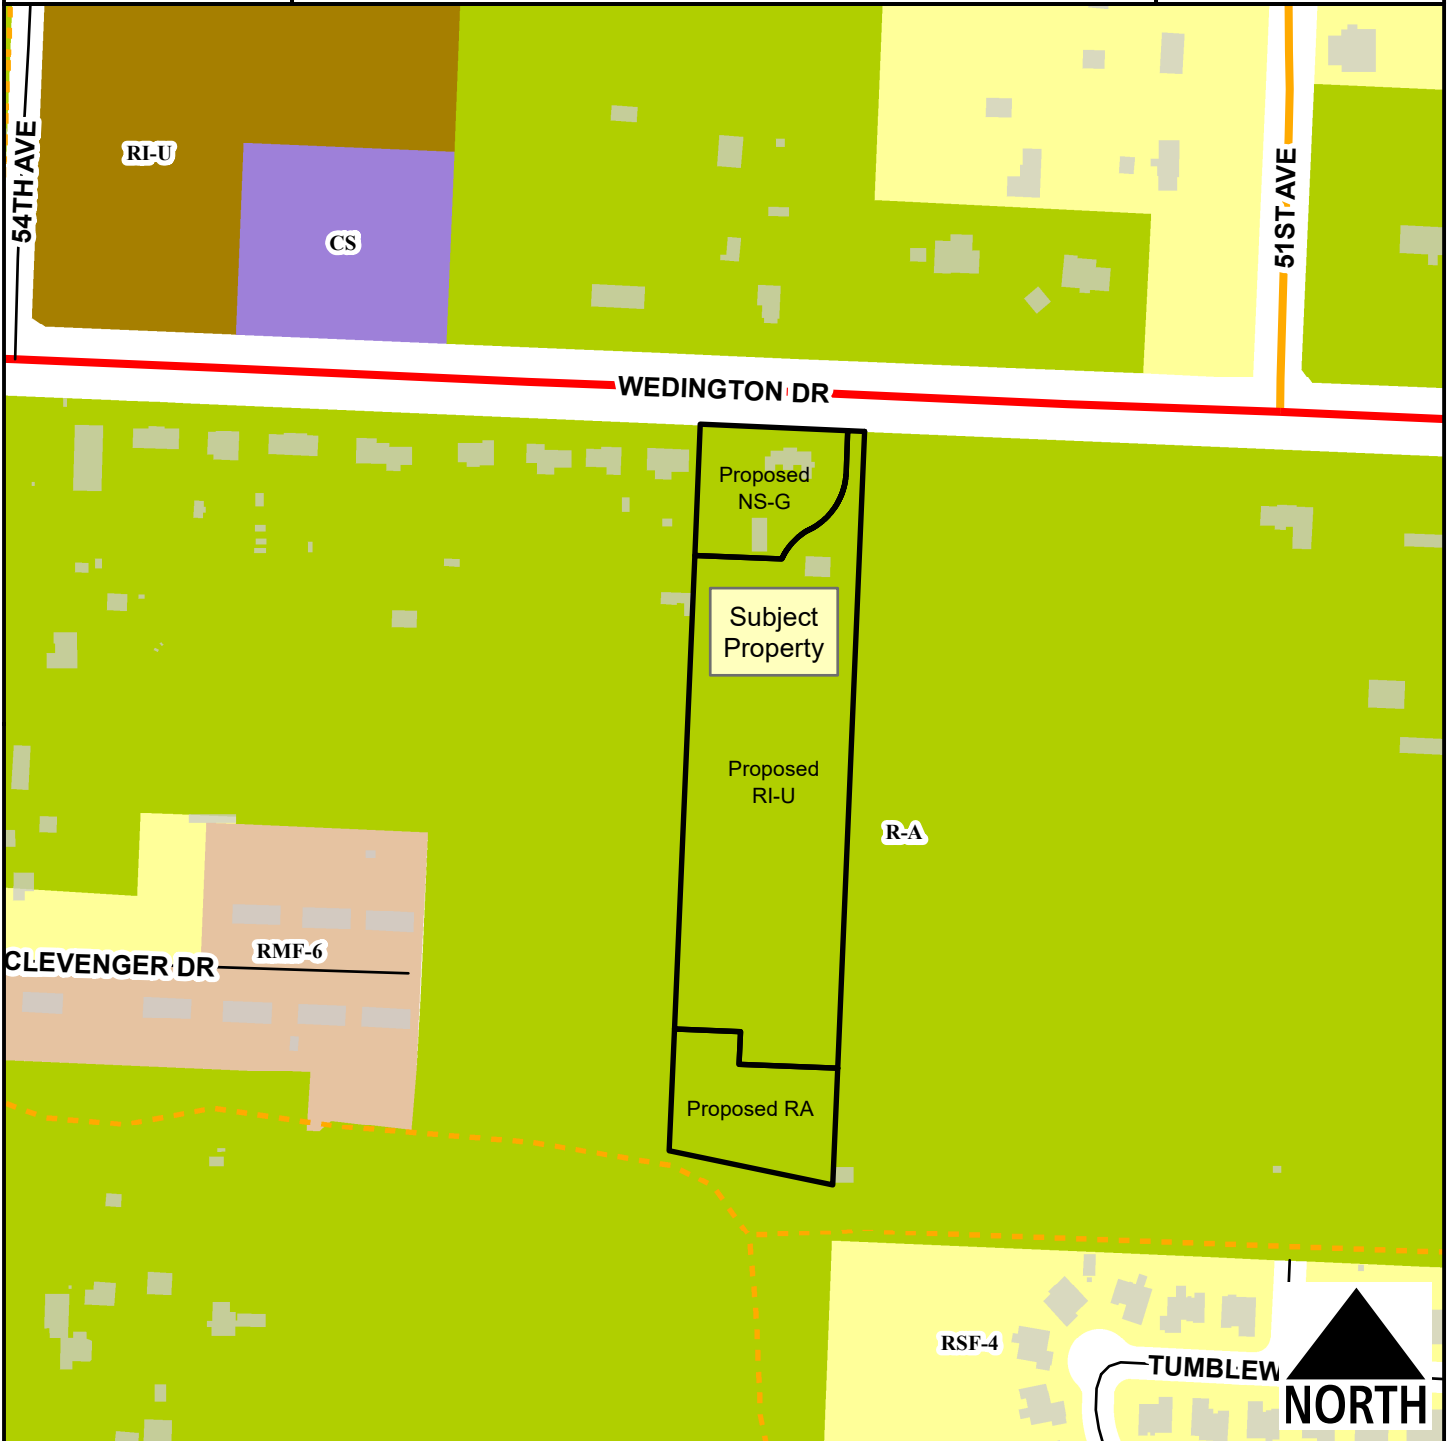 54TH AVE
RI-U
CS
51ST AVE
WEDINGTON DR
Proposed
NS-G
Subject
Property
Proposed
RI-U
R-A
RMF-6
CLEVENGER DR
Proposed RA
RSF-4
TUMBLEW
NORTH